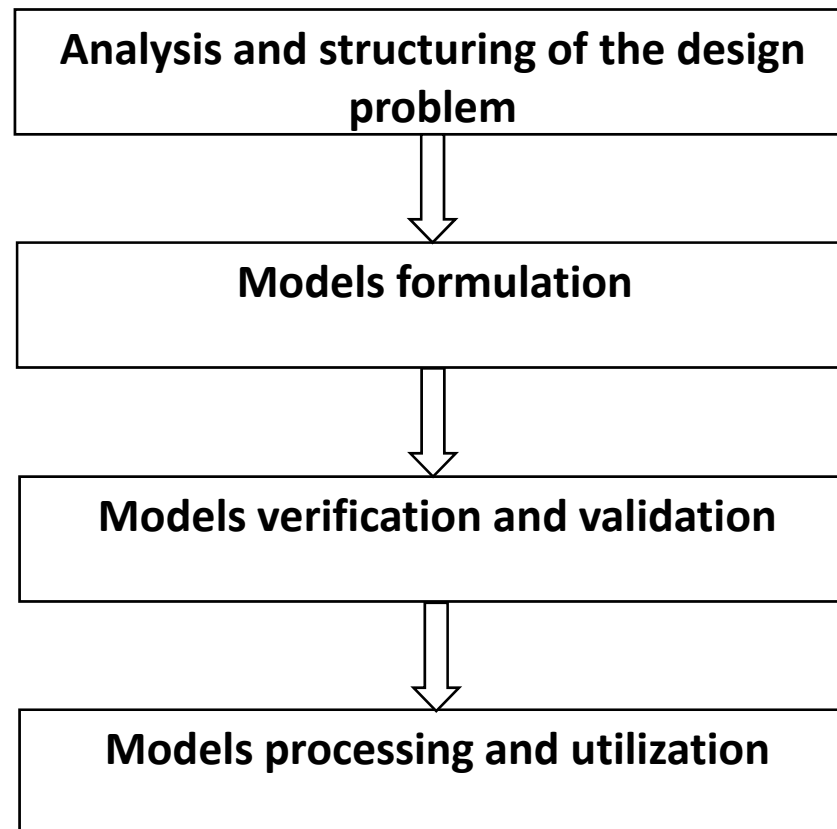 Analysis and structuring of the design
problem
Models formulation
Models verification and validation
Models processing and utilization